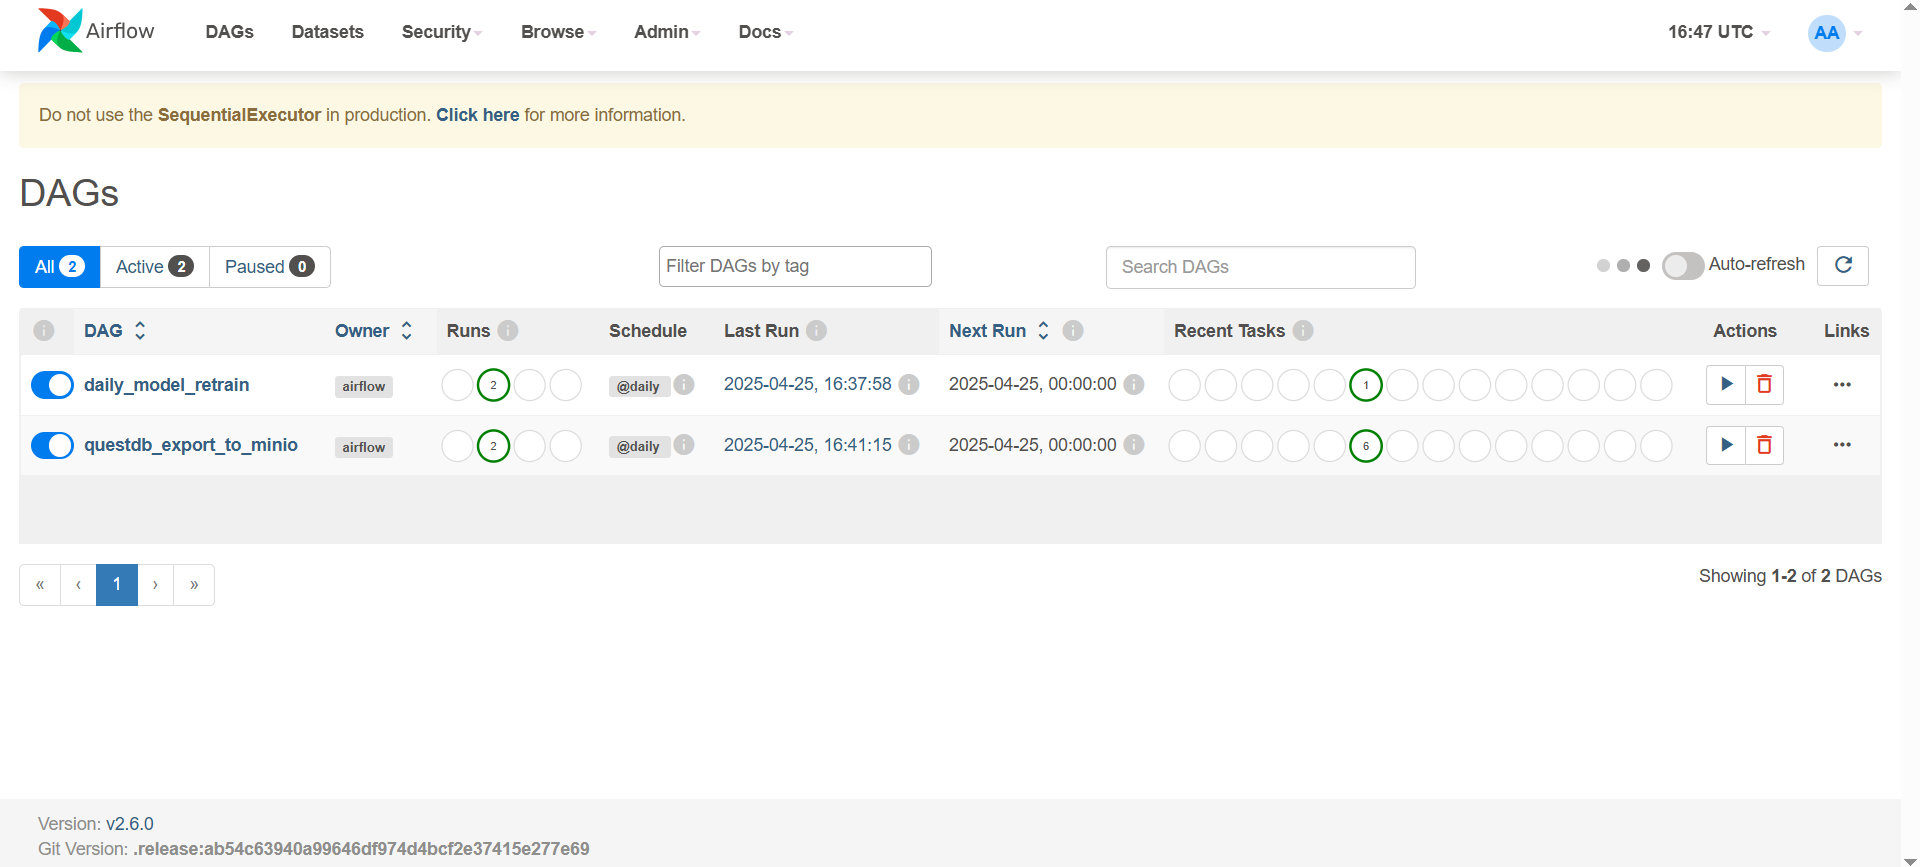 Airflow DAGs Datasets Security Browse Admin Docs 16:47 UTC AA
Do not use the SequentialExecutor in production. Click here for more information.
DAGs
All 2 Active 2 Paused 0 Filter DAGs by tag Search DAGs Auto-refresh
DAG Owner Runs Schedule Last Run Next Run Recent Tasks Actions Links
daily_model_retrain airflow 2 @daily 2025-04-25, 16:37:58 2025-04-25, 00:00:00 1
questdb_export_to_minio airflow 2 @daily 2025-04-25, 16:41:15 2025-04-25, 00:00:00 6
« ‹ 1 › » Showing 1-2 of 2 DAGs
Version: v2.6.0
Git Version: .release:ab54c63940a99646df974d4bcf2e37415e277e69